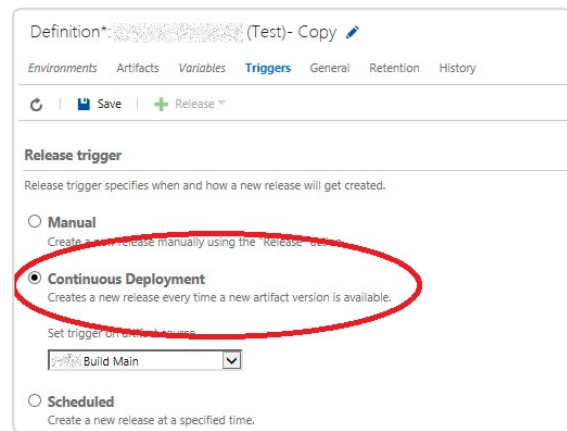 Definition*: (Test)- Copy
Environments Artifacts Variables Triggers General Retention History
Save Release
Release trigger
Release trigger specifies when and how a new release will get created.
Manual
Create a new release manually using the "Release" action.
Continuous Deployment
Creates a new release every time a new artifact version is available.
Set trigger on artifact source
Build Main
Scheduled
Create a new release at a specified time.